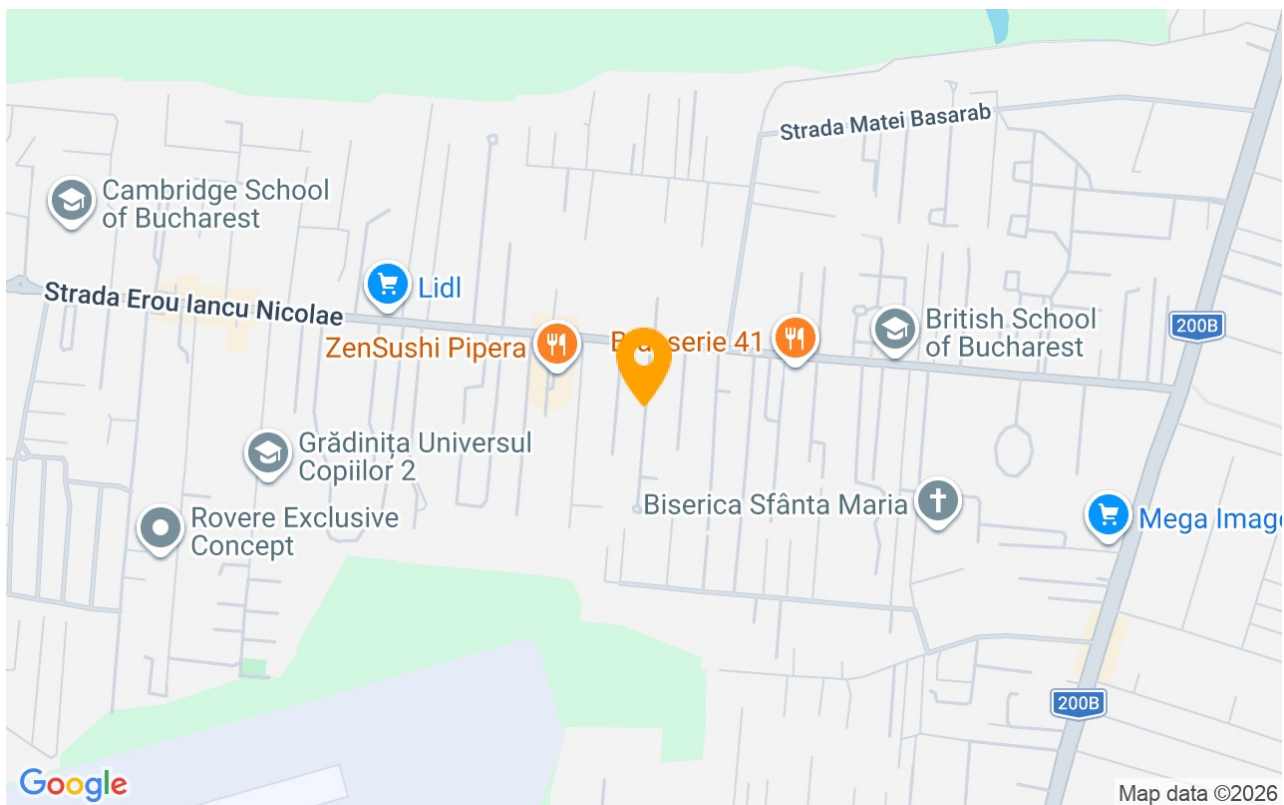 Strada Matei Basarab
Cambridge School
of Bucharest
Strada Erou Iancu Nicolae
Lidl
ZenSushi Pipera
serie 41
British School
of Bucharest
200B
Grădinița Universul
Copiilor 2
Rovere Exclusive
Concept
Biserica Sfânta Maria
Mega Image
200B
Google
Map data ©2026